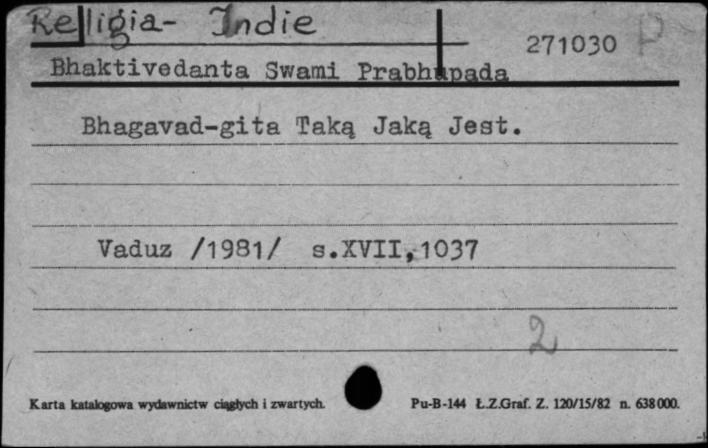 Religia- Indie
271030 P
Bhaktivedanta Swami Prabhupada
Bhagavad-gita Taką Jaką Jest.
Vaduz /1981/ s.XVII,1037
2
Karta katalogowa wydawnictw ciągłych i zwartych. Pu-B-144 Ł.Z.Graf. Z. 120/15/82 n. 638000.